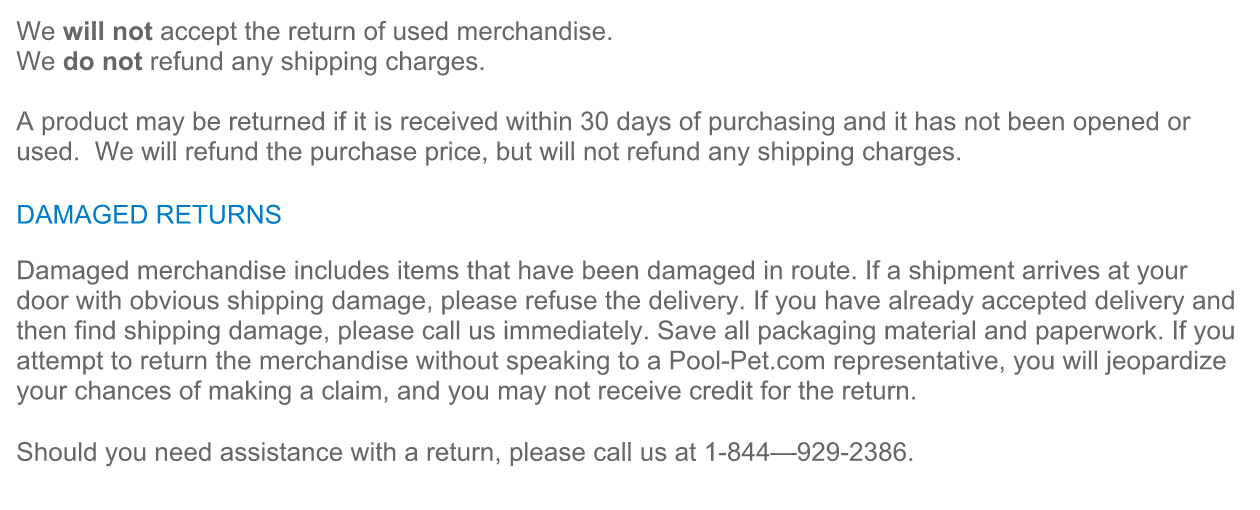 We will not accept the return of used merchandise.
We do not refund any shipping charges.
A product may be returned if it is received within 30 days of purchasing and it has not been opened or
used.  We will refund the purchase price, but will not refund any shipping charges.
DAMAGED RETURNS
Damaged merchandise includes items that have been damaged in route. If a shipment arrives at your
door with obvious shipping damage, please refuse the delivery. If you have already accepted delivery and
then find shipping damage, please call us immediately. Save all packaging material and paperwork. If you
attempt to return the merchandise without speaking to a Pool-Pet.com representative, you will jeopardize
your chances of making a claim, and you may not receive credit for the return.
Should you need assistance with a return, please call us at 1-844—929-2386.